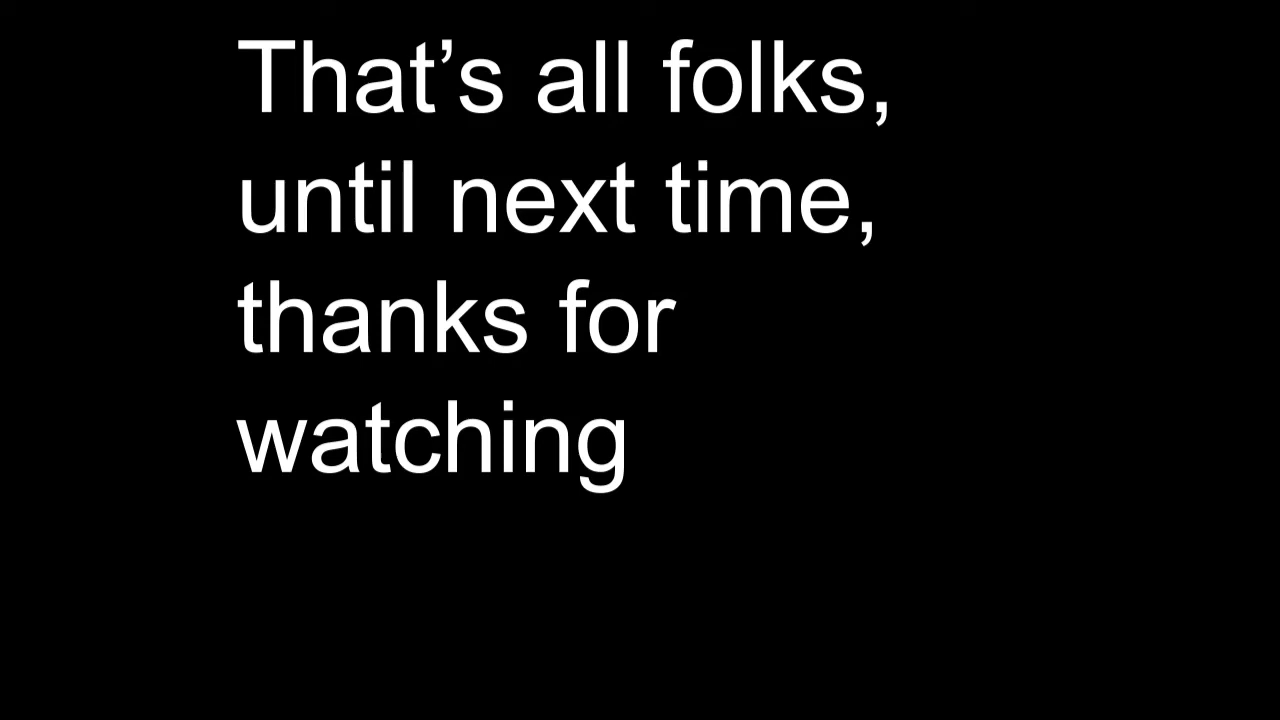 That’s all folks,
until next time,
thanks for
watching